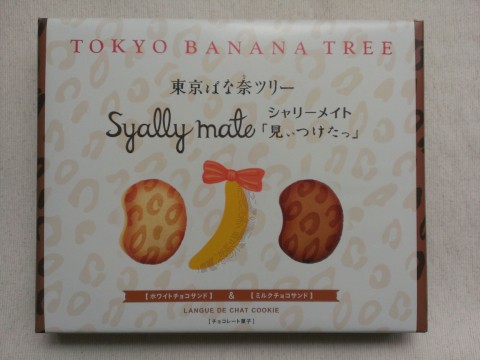 TOKYO BANANA TREE
東京ばな奈ツリー
Syally mate シャリーメイト
「見ぃつけたっ」
【ホワイトチョコサンド】 & 【ミルクチョコサンド】
LANGUE DE CHAT COOKIE
[チョコレート菓子]